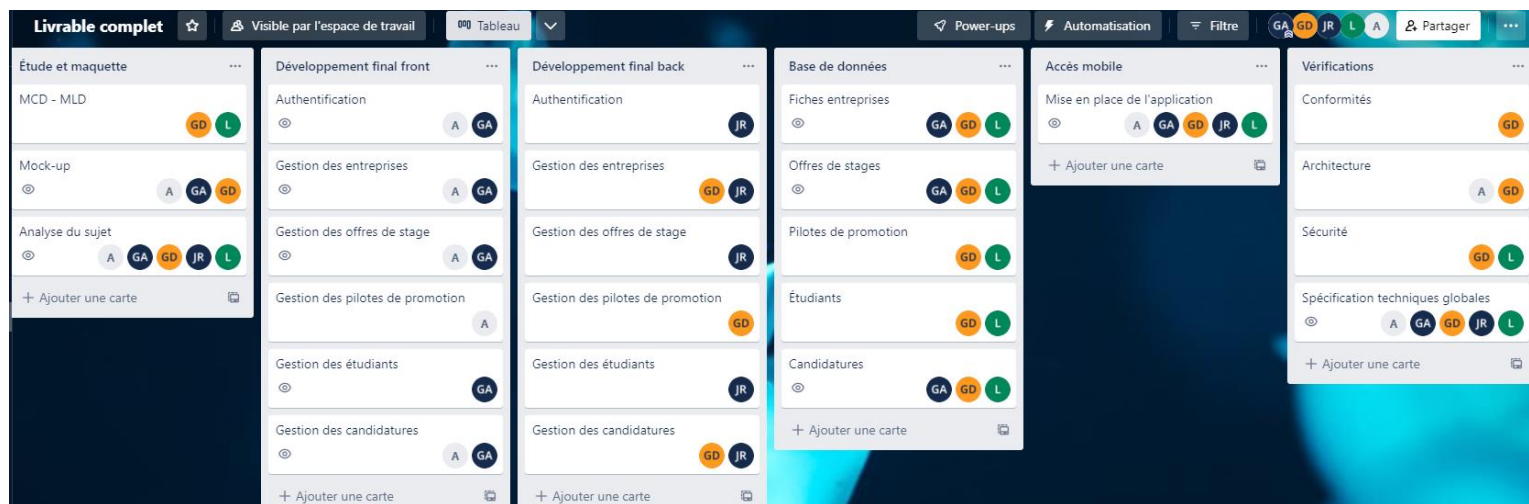 Livrable complet
Visible par l'espace de travail
Tableau
Power-ups
Automatisation
Filtre
GA GD JR L A
Partager
Étude et maquette
MCD - MLD
GD L
Mock-up
A GA GD
Analyse du sujet
A GA GD JR L
+ Ajouter une carte
Développement final front
Authentification
A GA
Gestion des entreprises
A GA
Gestion des offres de stage
A GA
Gestion des pilotes de promotion
A
Gestion des étudiants
GA
Gestion des candidatures
A GA
+ Ajouter une carte
Développement final back
Authentification
JR
Gestion des entreprises
GD JR
Gestion des offres de stage
JR
Gestion des pilotes de promotion
GD
Gestion des étudiants
JR
Gestion des candidatures
GD JR
+ Ajouter une carte
Base de données
Fiches entreprises
GA GD L
Offres de stages
GA GD L
Pilotes de promotion
GD L
Étudiants
GD L
Candidatures
GA GD L
+ Ajouter une carte
Accès mobile
Mise en place de l'application
A GA GD JR L
+ Ajouter une carte
Vérifications
Conformités
GD
Architecture
A GD
Sécurité
GD L
Spécification techniques globales
A GA GD JR L
+ Ajouter une carte